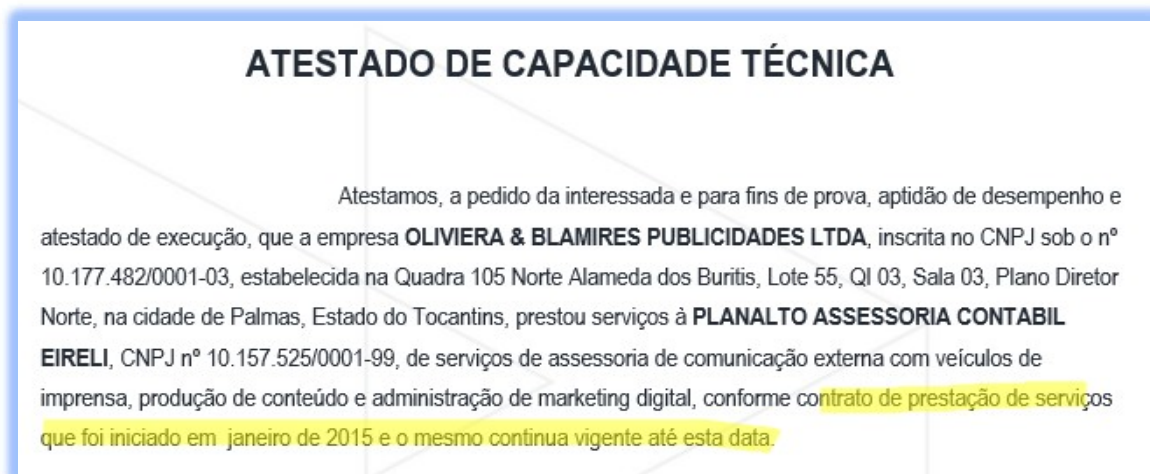 ATESTADO DE CAPACIDADE TÉCNICA
Atestamos, a pedido da interessada e para fins de prova, aptidão de desempenho e
atestado de execução, que a empresa OLIVIERA & BLAMIRES PUBLICIDADES LTDA, inscrita no CNPJ sob o nº
10.177.482/0001-03, estabelecida na Quadra 105 Norte Alameda dos Buritis, Lote 55, QI 03, Sala 03, Plano Diretor
Norte, na cidade de Palmas, Estado do Tocantins, prestou serviços à PLANALTO ASSESSORIA CONTABIL
EIRELI, CNPJ nº 10.157.525/0001-99, de serviços de assessoria de comunicação externa com veículos de
imprensa, produção de conteúdo e administração de marketing digital, conforme contrato de prestação de serviços
que foi iniciado em janeiro de 2015 e o mesmo continua vigente até esta data.